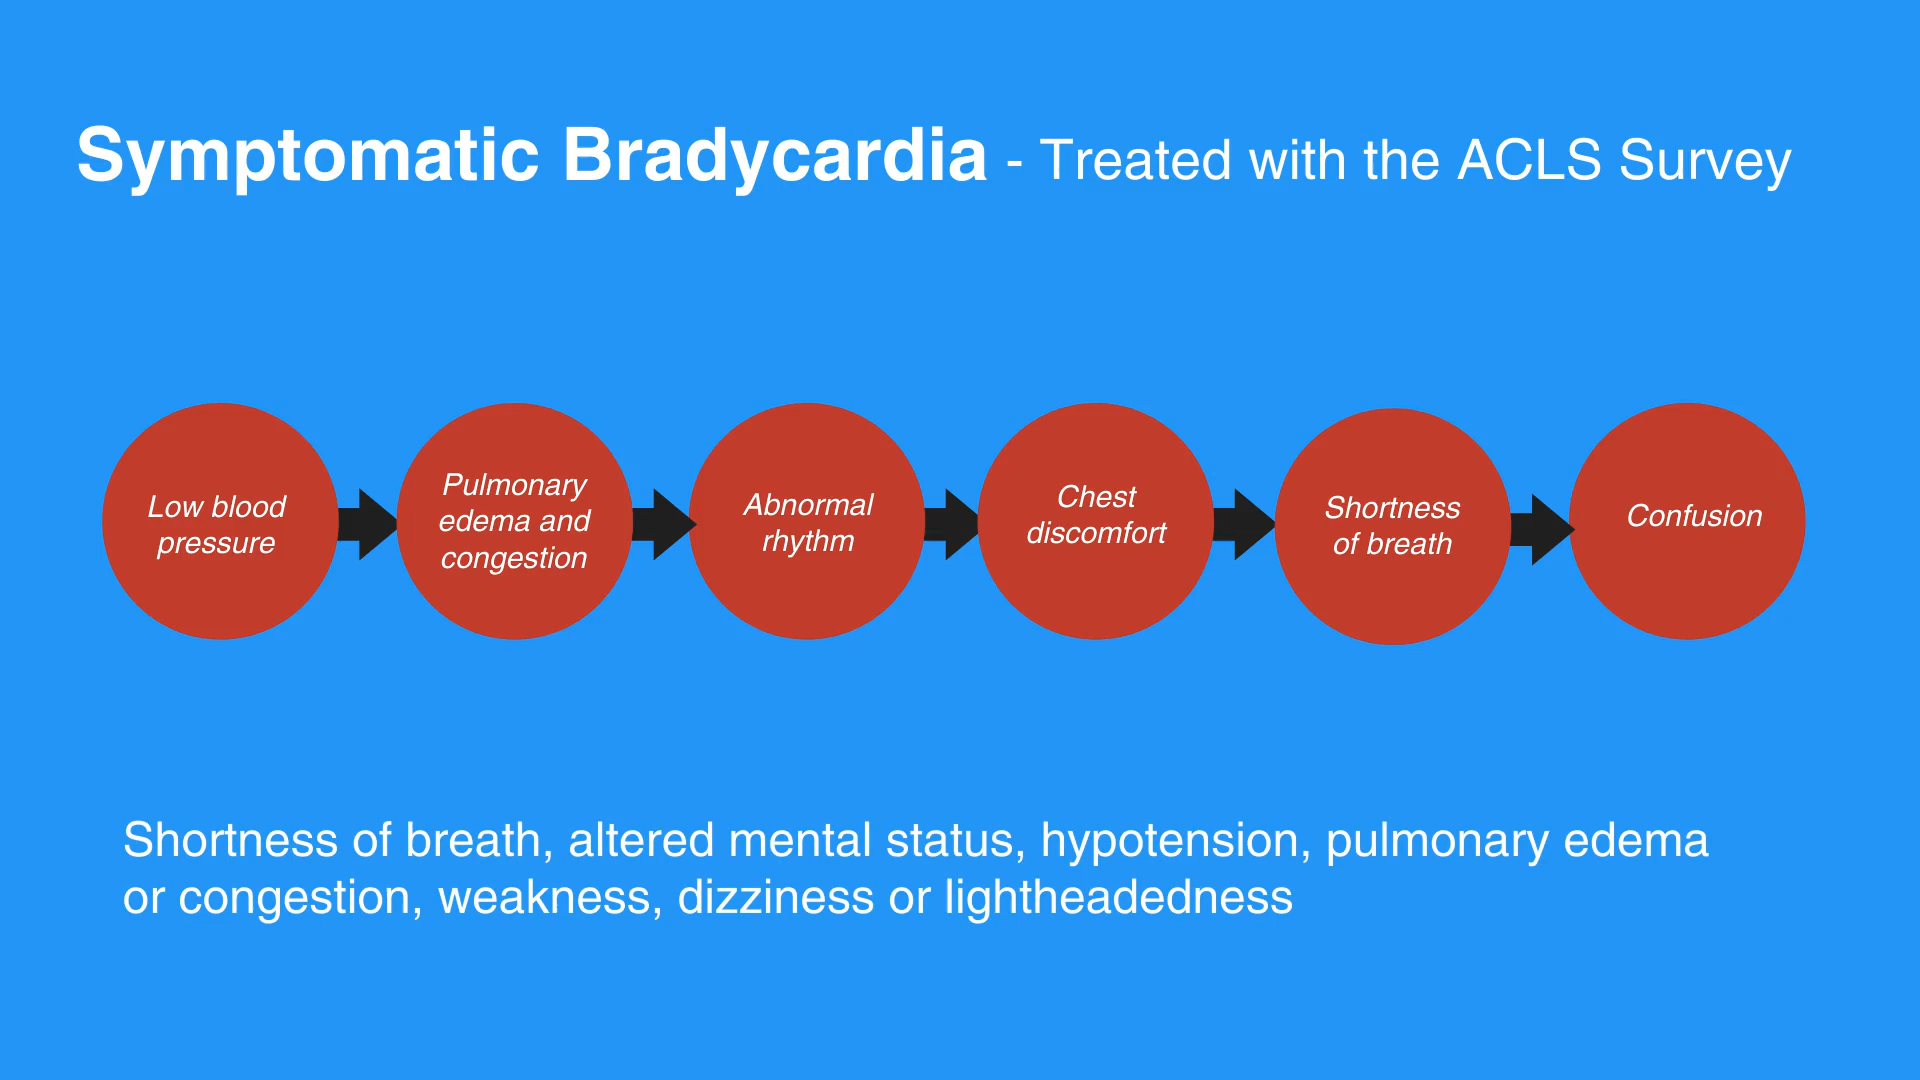 Symptomatic Bradycardia - Treated with the ACLS Survey
Low blood
pressure
Pulmonary
edema and
congestion
Abnormal
rhythm
Chest
discomfort
Shortness
of breath
Confusion
Shortness of breath, altered mental status, hypotension, pulmonary edema
or congestion, weakness, dizziness or lightheadedness